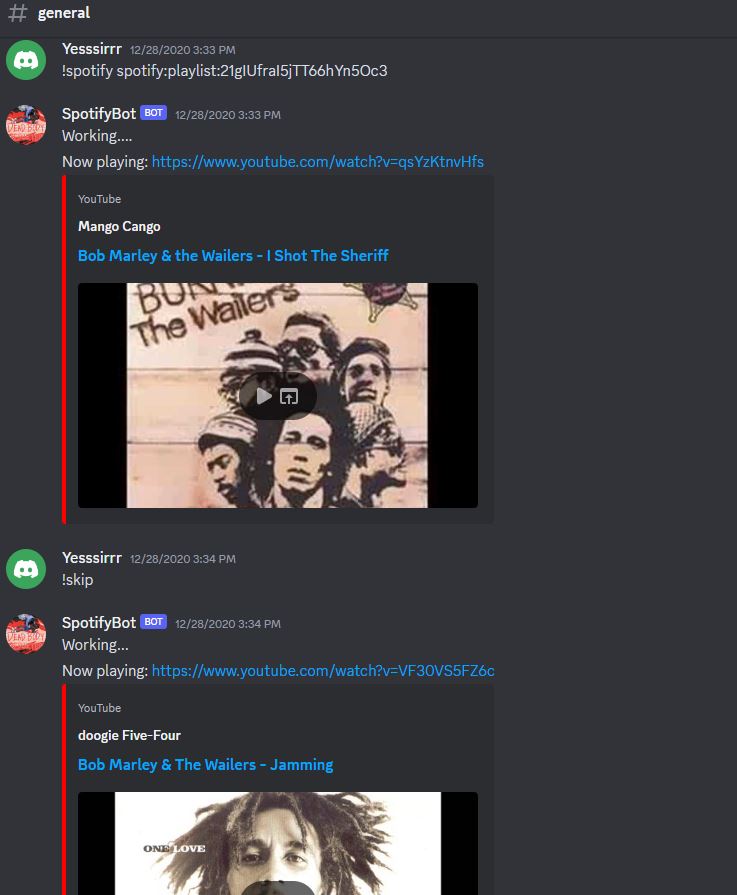 general
Yesssirrr 12/28/2020 3:33 PM
!spotify spotify:playlist:21gIUfraI5jTT66hYn5Oc3
SpotifyBot BOT 12/28/2020 3:33 PM
Working....
Now playing: https://www.youtube.com/watch?v=qsYzKtnvHfs
YouTube
Mango Cango
Bob Marley & the Wailers - I Shot The Sheriff
The Wailers
Yesssirrr 12/28/2020 3:34 PM
!skip
SpotifyBot BOT 12/28/2020 3:34 PM
Working...
Now playing: https://www.youtube.com/watch?v=VF30VS5FZ6c
YouTube
doogie Five-Four
Bob Marley & The Wailers - Jamming
ONE LOVE